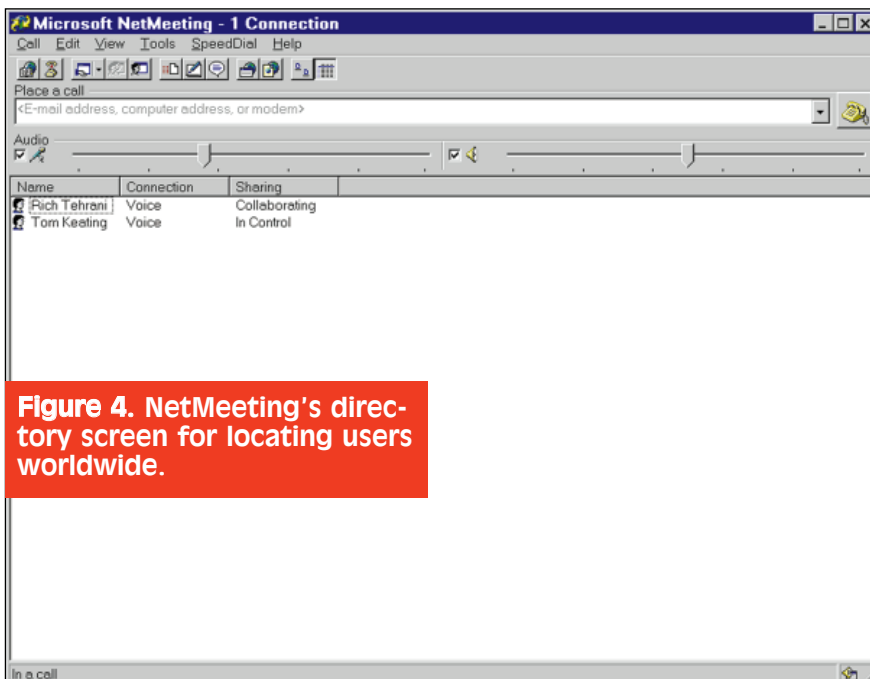 Microsoft NetMeeting - 1 Connection
Call Edit View Tools SpeedDial Help
Place a call
<E-mail address, computer address, or modem>
Audio
Name Connection Sharing
Rich Tehrani Voice Collaborating
Tom Keating Voice In Control
Figure 4. NetMeeting's direc-
tory screen for locating users
worldwide.
In a call